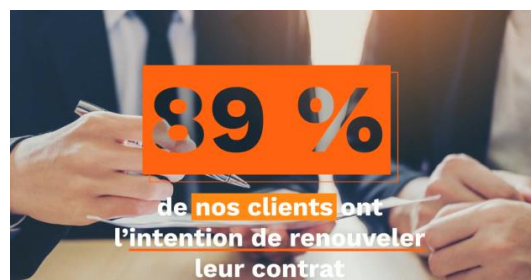 89 %
de nos clients ont
l'intention de renouveler
leur contrat